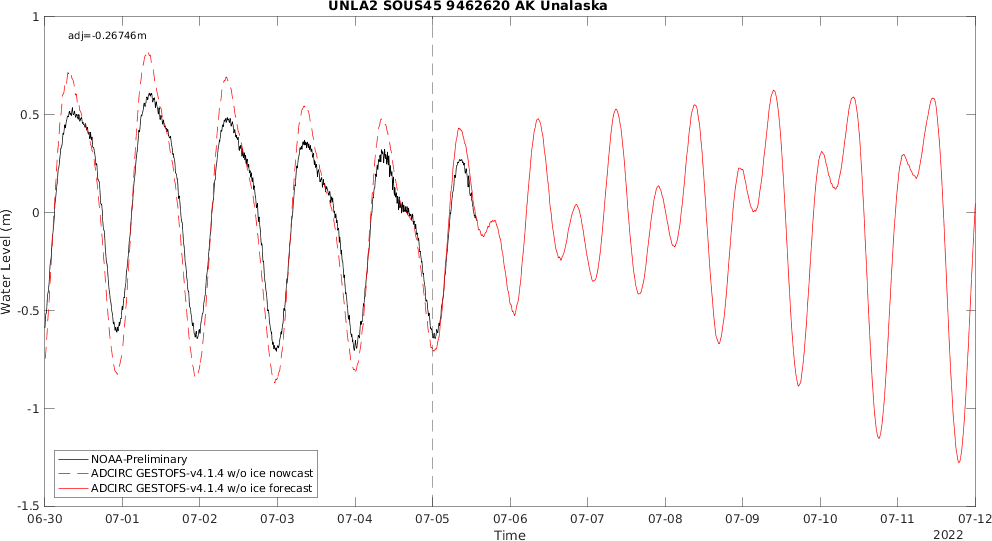 UNLA2 SOUS45 9462620 AK Unalaska
adj=-0.26746m
1
0.5
0
-0.5
-1
-1.5
Water Level (m)
NOAA-Preliminary
ADCIRC GESTOFS-v4.1.4 w/o ice nowcast
ADCIRC GESTOFS-v4.1.4 w/o ice forecast
06-30 07-01 07-02 07-03 07-04 07-05 07-06 07-07 07-08 07-09 07-10 07-11 07-12
Time
2022